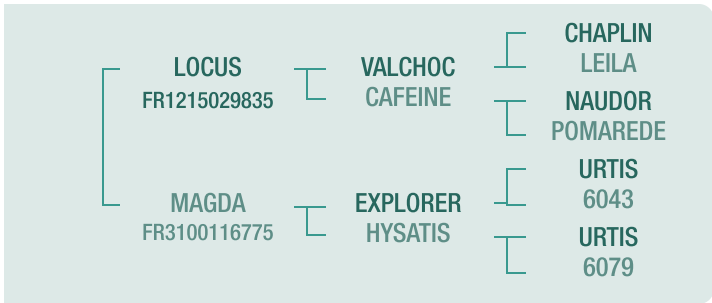 LOCUS
FR1215029835
MAGDA
FR3100116775
VALCHOC
CAFEINE
EXPLORER
HYSATIS
CHAPLIN
LEILA
NAUDOR
POMAREDE
URTIS
6043
URTIS
6079